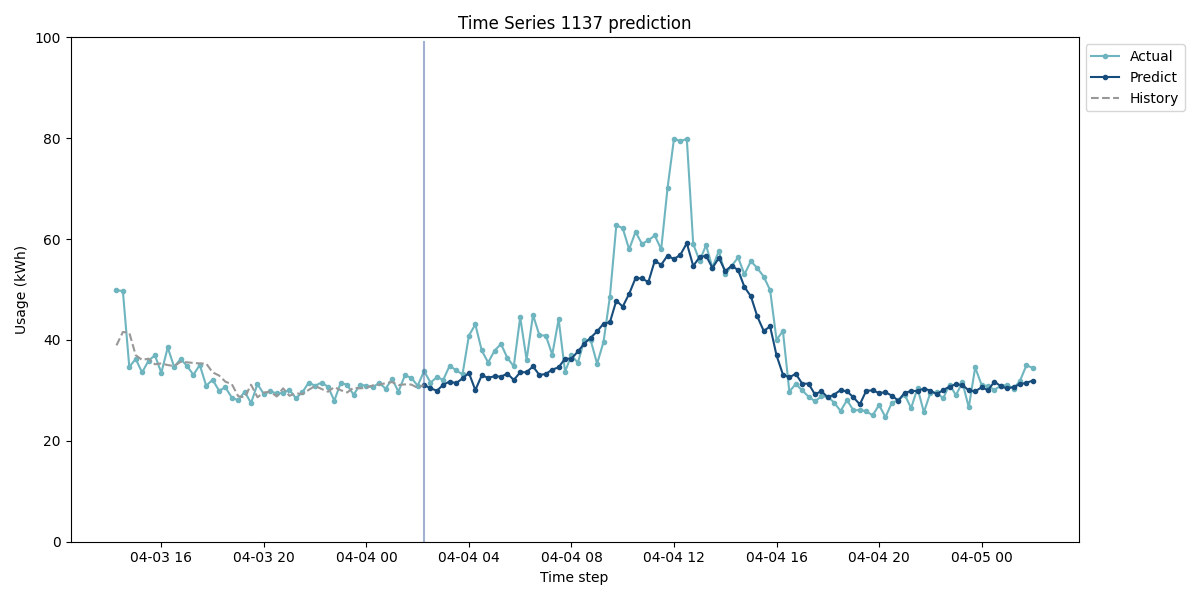 Time Series 1137 prediction
Usage (kWh)
100
80
60
40
20
0
04-03 16
04-03 20
04-04 00
04-04 04
04-04 08
04-04 12
04-04 16
04-04 20
04-05 00
Time step
Actual
Predict
History